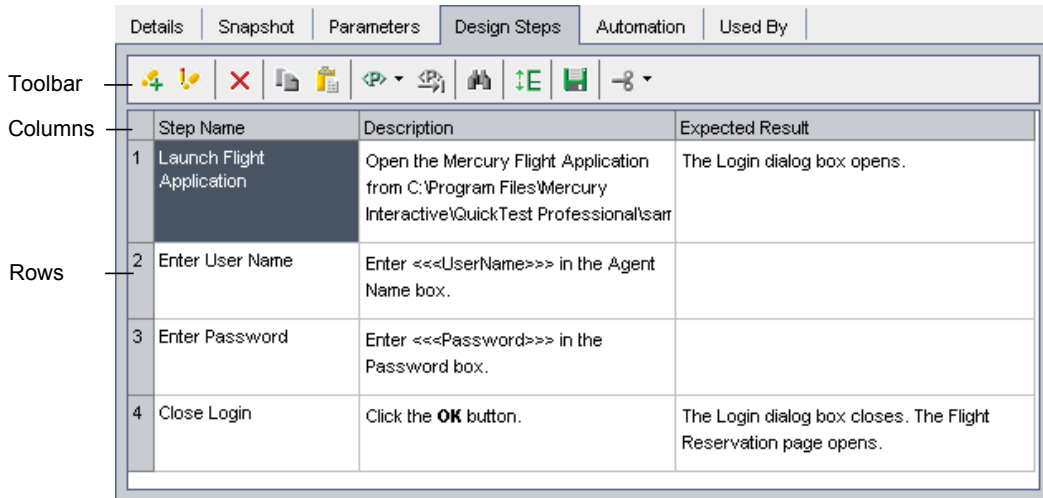 Details Snapshot Parameters Design Steps Automation Used By
Toolbar
Columns
Step Name Description Expected Result
1 Launch Flight Application
Open the Mercury Flight Application
from C:\Program Files\Mercury
Interactive\QuickTest Professional\sam
The Login dialog box opens.
Rows
2 Enter User Name
Enter <<<UserName>>> in the Agent
Name box.
3 Enter Password
Enter <<<Password>>> in the
Password box.
4 Close Login
Click the OK button.
The Login dialog box closes. The Flight
Reservation page opens.